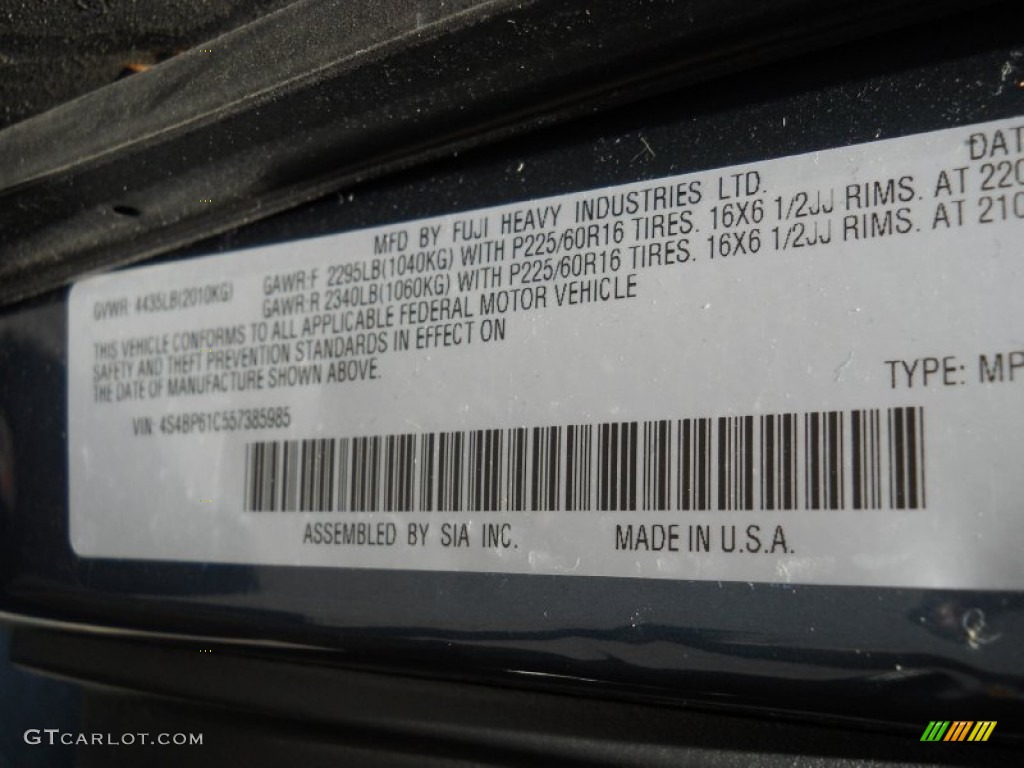 DAT
MFD BY FUJI HEAVY INDUSTRIES LTD.
GVWR: 4435LB(2010KG) GAWR:F 2295LB(1040KG) WITH P225/60R16 TIRES. 16X6 1/2JJ RIMS. AT 220
GAWR:R 2340LB(1060KG) WITH P225/60R16 TIRES. 16X6 1/2JJ RIMS. AT 210
THIS VEHICLE CONFORMS TO ALL APPLICABLE FEDERAL MOTOR VEHICLE
SAFETY AND THEFT PREVENTION STANDARDS IN EFFECT ON
THE DATE OF MANUFACTURE SHOWN ABOVE.
VIN: 4S4BP61C557385985
TYPE: MP
ASSEMBLED BY SIA INC. MADE IN U.S.A.
GTCARLOT.COM